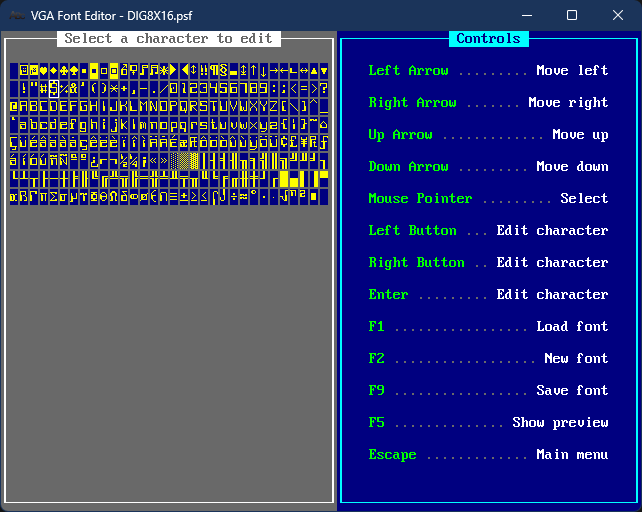 VGA Font Editor - DIG8X16.psf
Select a character to edit
!"#$%&'()*+,-./0123456789:;<=>?
@ABCDEFGHIJKLMNOPQRSTUVWXYZ[\]^_
`abcdefghijklmnopqrstuvwxyz{|}~⌂
Controls
Left Arrow ....... Move left
Right Arrow ....... Move right
Up Arrow ............. Move up
Down Arrow ......... Move down
Mouse Pointer ......... Select
Left Button ... Edit character
Right Button .. Edit character
Enter ......... Edit character
F1 ................. Load font
F2 .................. New font
F9 ................. Save font
F5 .............. Show preview
Escape ............. Main menu